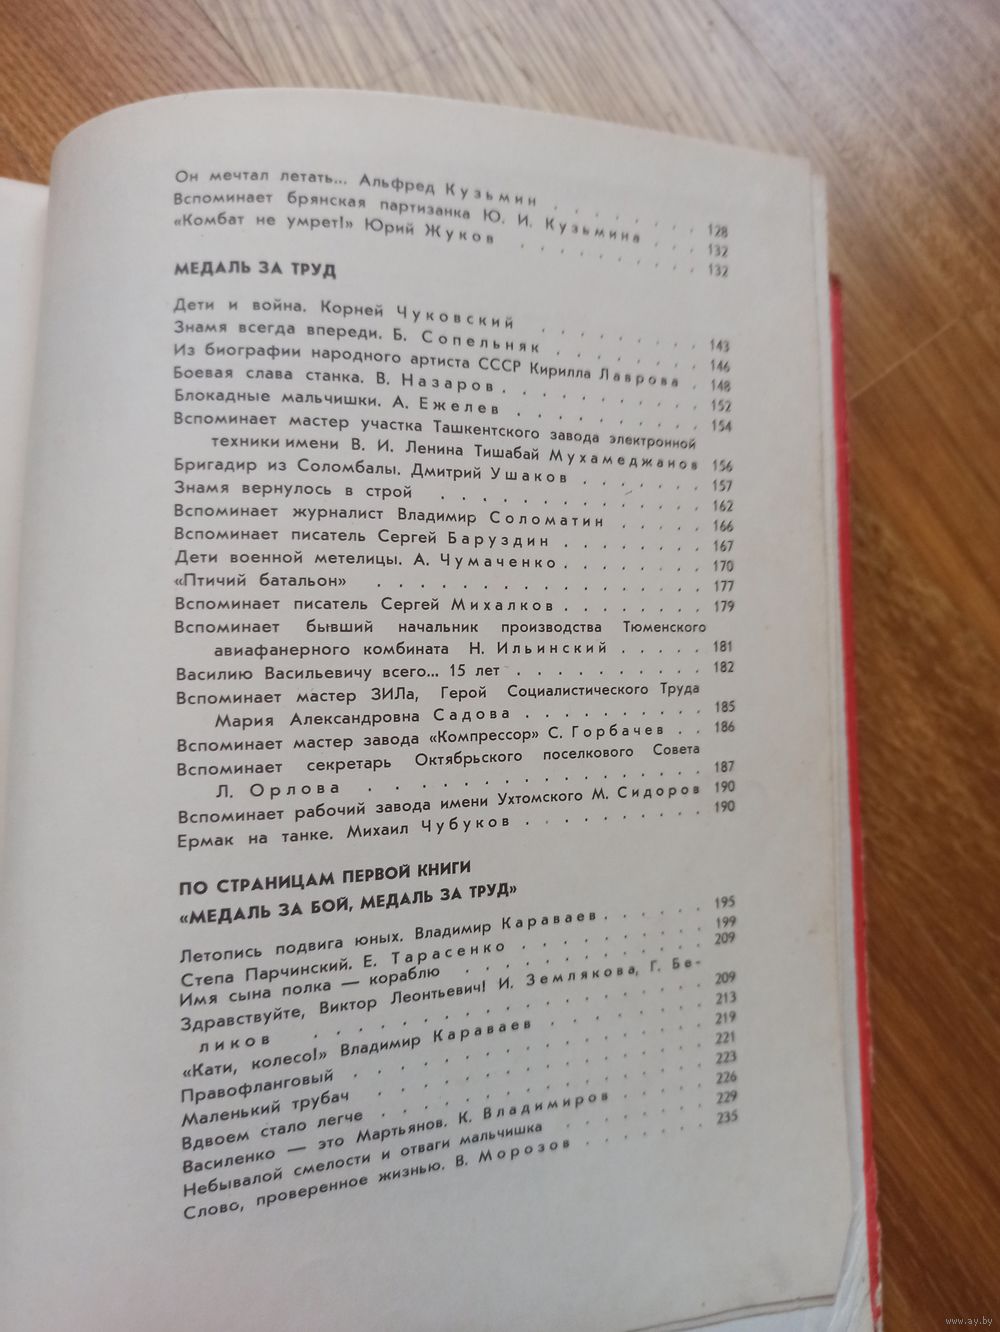 Он мечтал летать... Альфред Кузьмин . . . . . . . 128
Вспоминает брянская партизанка Ю. И. Кузьмина . . . 132
«Комбат не умрет!» Юрий Жуков . . . . . . . . . 132
МЕДАЛЬ ЗА ТРУД
Дети и война. Корней Чуковский . . . . . . . . 143
Знамя всегда впереди. Б. Сопельняк . . . . . . . 146
Из биографии народного артиста СССР Кирилла Лаврова . 148
Боевая слава станка. В. Назаров . . . . . . . . . 152
Блокадные мальчишки. А. Ежелев . . . . . . . . . 154
Вспоминает мастер участка Ташкентского завода электронной
техники имени В. И. Ленина Тишабай Мухамеджанов 156
Бригадир из Соломбалы. Дмитрий Ушаков . . . . . . 157
Знамя вернулось в строй . . . . . . . . . . . . 162
Вспоминает журналист Владимир Соломатин . . . . . 166
Вспоминает писатель Сергей Баруздин . . . . . . . 167
Дети военной метелицы. А. Чумаченко . . . . . . . 170
«Птичий батальон» . . . . . . . . . . . . . 177
Вспоминает писатель Сергей Михалков . . . . . . . 179
Вспоминает бывший начальник производства Тюменского
авиафанерного комбината Н. Ильинский . . . . . 181
Василию Васильевичу всего... 15 лет . . . . . . . . . 182
Вспоминает мастер ЗИЛа, Герой Социалистического Труда
Мария Александровна Садова . . . . . . . . . 185
Вспоминает мастер завода «Компрессор» С. Горбачев . . 186
Вспоминает секретарь Октябрьского поселкового Совета
Л. Орлова . . . . . . . . . . . . . 187
Вспоминает рабочий завода имени Ухтомского М. Сидоров 190
Ермак на танке. Михаил Чубуков . . . . . . . . . 190
ПО СТРАНИЦАМ ПЕРВОЙ КНИГИ
«МЕДАЛЬ ЗА БОЙ, МЕДАЛЬ ЗА ТРУД»
Летопись подвига юных. Владимир Караваев . . . . . . 195
Степа Парчинский. Е. Тарасенко . . . . . . . . . 199
Имя сына полка — кораблю . . . . . . . . . . . 209
Здравствуйте, Виктор Леонтьевич! И. Землякова, Г. Бе-
ликов . . . . . . . . . . . . . . 209
«Кати, колесо!» Владимир Караваев . . . . . . . . 213
Правофланговый . . . . . . . . . . . . . 219
Маленький трубач . . . . . . . . . . . . . 221
Вдвоем стало легче . . . . . . . . . . . . . 223
Василенко — это Мартьянов. К. Владимиров . . . . . 226
Небывалой смелости и отваги мальчишка . . . . . . 229
Слово, проверенное жизнью. В. Морозов . . . . . . . 235
www.ay.by